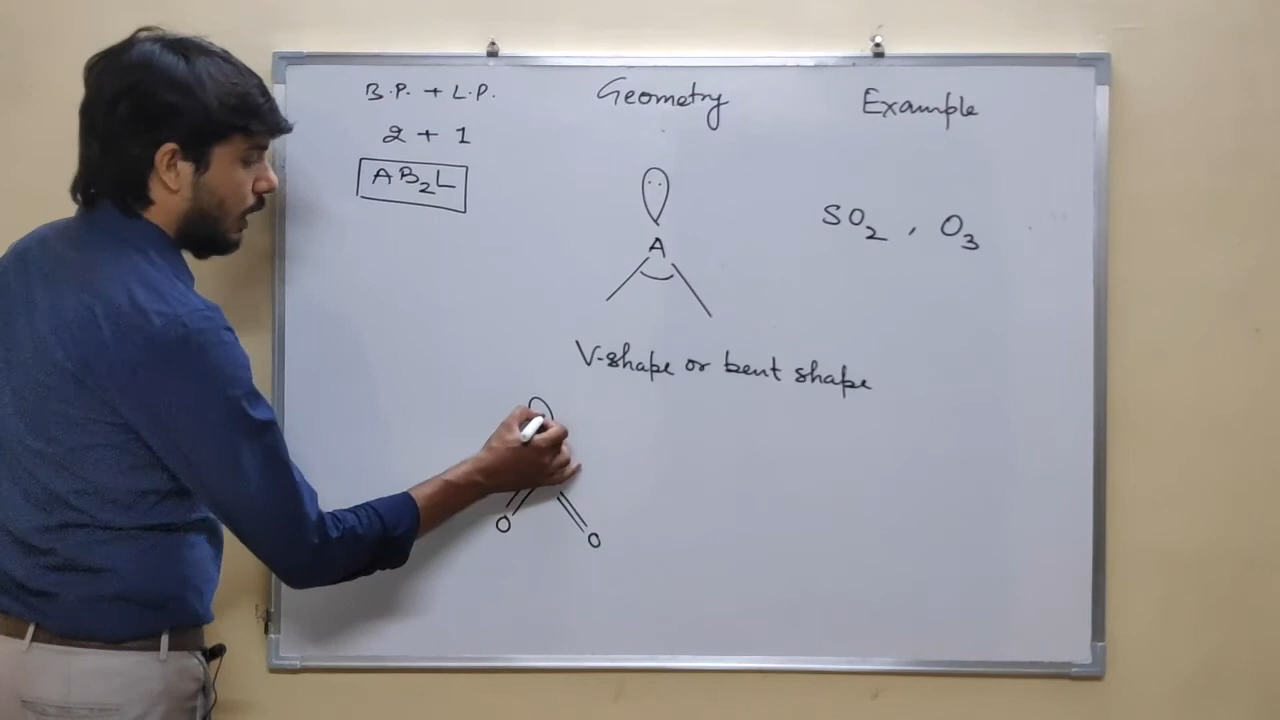 B.P. + L.P. Geometry Example
2 + 1
AB₂L
A
SO₂ , O₃
V-shape or bent shape
O
O